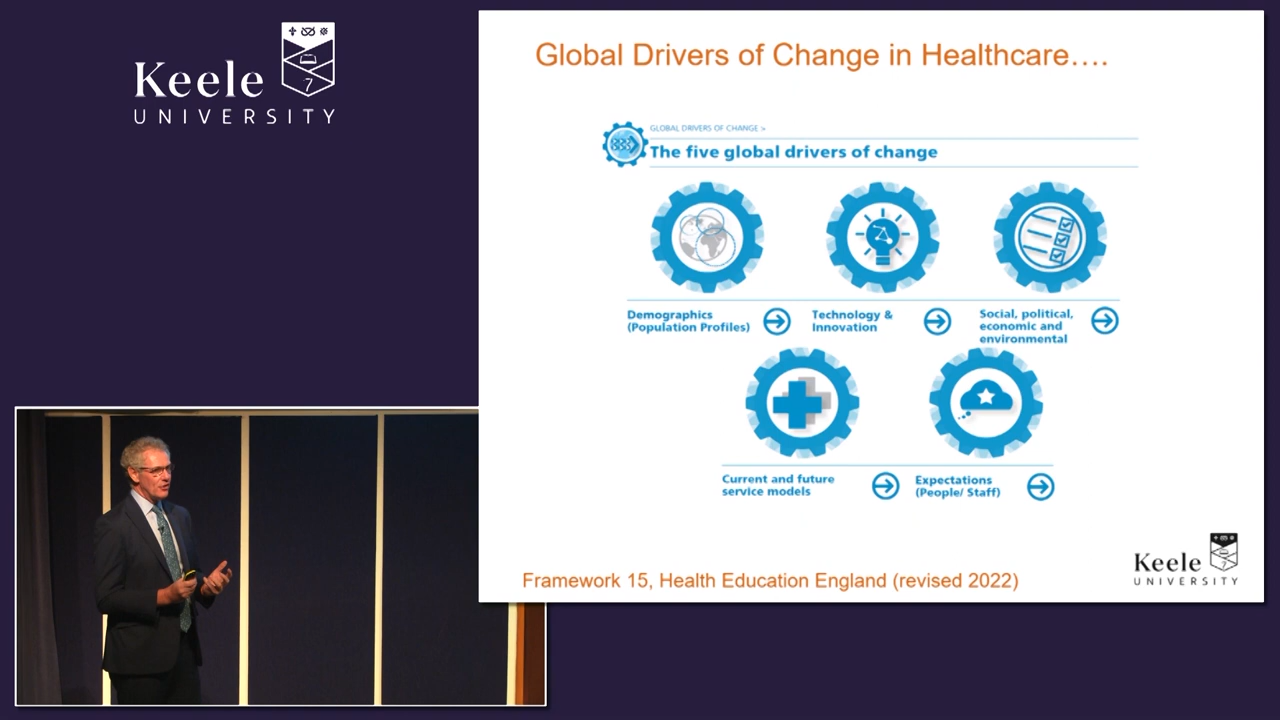 Keele
UNIVERSITY
Global Drivers of Change in Healthcare….
GLOBAL DRIVERS OF CHANGE >
The five global drivers of change
Demographics
(Population Profiles)
Technology &
Innovation
Social, political,
economic and
environmental
Current and future
service models
Expectations
(People/ Staff)
Framework 15, Health Education England (revised 2022)
Keele
UNIVERSITY